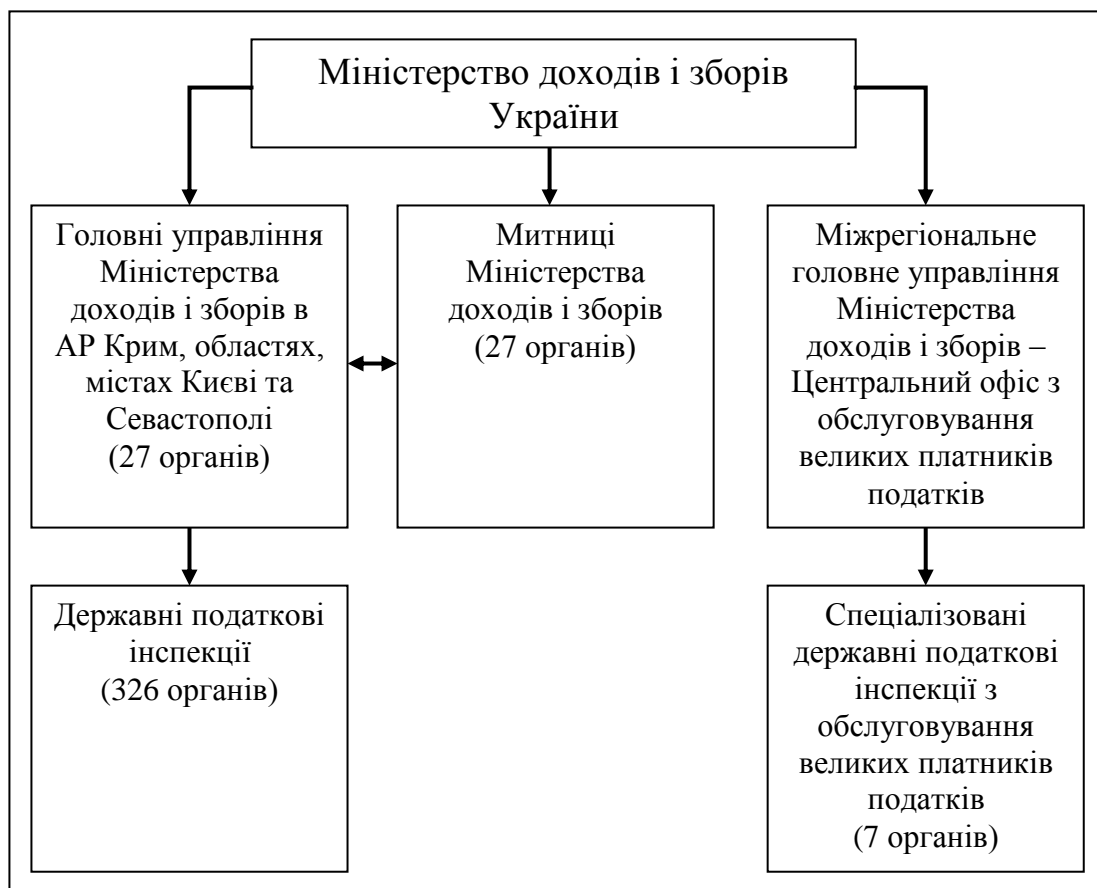 Міністерство доходів і зборів
України
Головні управління
Міністерства
доходів і зборів в
АР Крим, областях,
містах Києві та
Севастополі
(27 органів)
Митниці
Міністерства
доходів і зборів
(27 органів)
Міжрегіональне
головне управління
Міністерства
доходів і зборів –
Центральний офіс з
обслуговування
великих платників
податків
Державні податкові
інспекції
(326 органів)
Спеціалізовані
державні податкові
інспекції з
обслуговування
великих платників
податків
(7 органів)